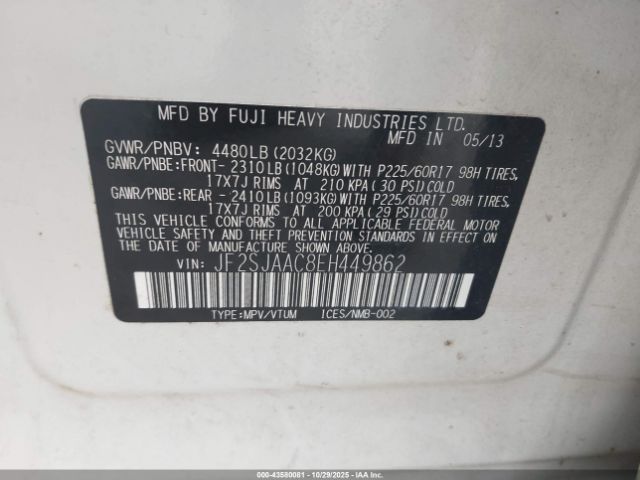 MFD BY FUJI HEAVY INDUSTRIES LTD.
MFD IN 05/13
GVWR/PNBV: 4480LB (2032KG)
GAWR/PNBE:FRONT- 2310LB (1048KG) WITH P225/60R17 98H TIRES,
17X7J RIMS AT 210 KPA (30 PSI) COLD
GAWR/PNBE:REAR - 2410LB (1093KG) WITH P225/60R17 98H TIRES,
17X7J RIMS AT 200 KPA (29 PSI) COLD
THIS VEHICLE CONFORMS TO ALL APPLICABLE FEDERAL MOTOR
VEHICLE SAFETY AND THEFT PREVENTION STANDARDS IN EFFECT
ON THE DATE OF MANUFACTURE SHOWN ABOVE.
VIN: JF2SJAAC8EH449862
TYPE:MPV/VTUM ICES/NMB-002
000-43580081 • 10/29/2025 • IAAI.COM